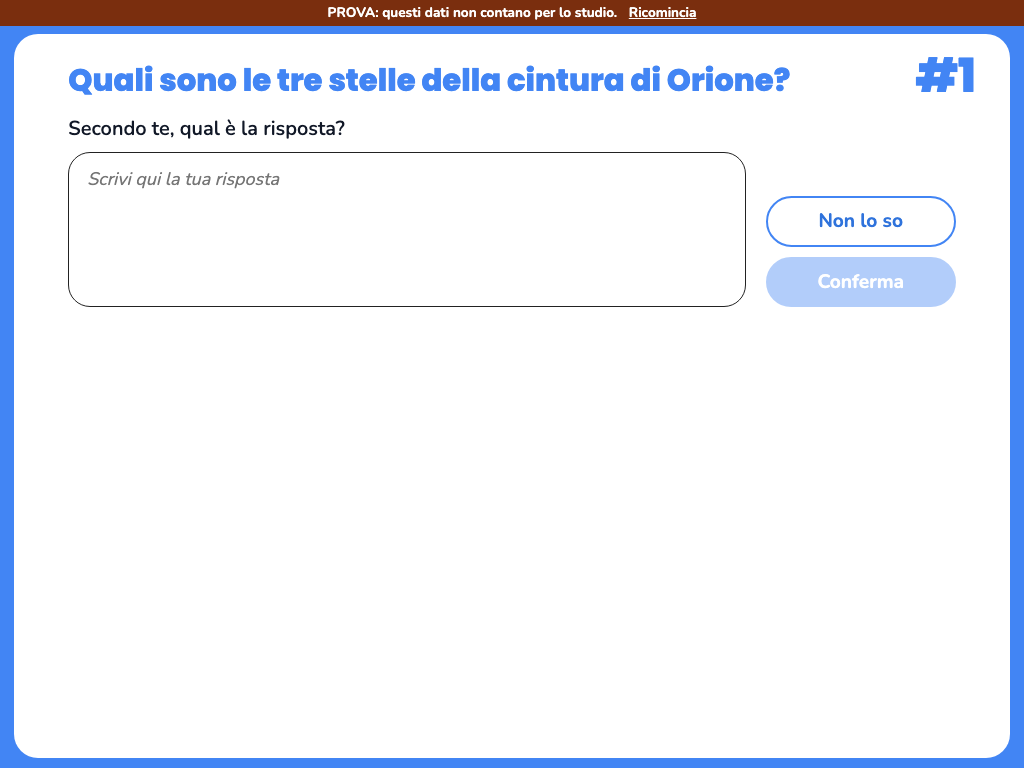 PROVA: questi dati non contano per lo studio. Ricomincia
Quali sono le tre stelle della cintura di Orione?
#1
Secondo te, qual è la risposta?
Scrivi qui la tua risposta
Non lo so
Conferma